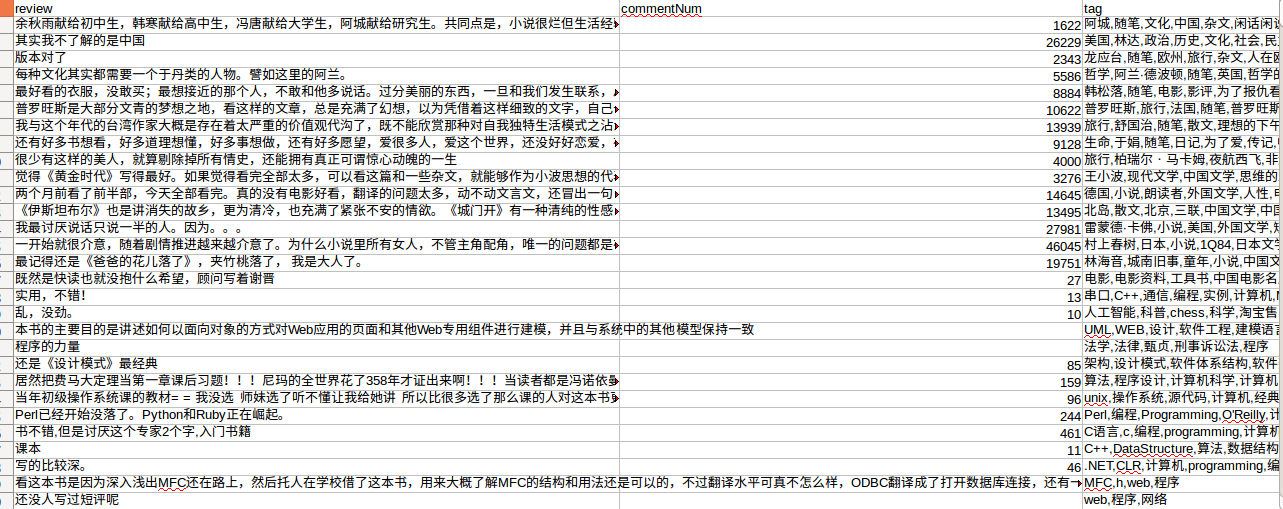 review commentNum tag
余秋雨献给初中生，韩寒献给高中生，冯唐献给大学生，阿城献给研究生。共同点是，小说很烂但生活经 1622 阿城,随笔,文化,中国,杂文,闲话闲说
其实我不了解的是中国 26229 美国,林达,政治,历史,文化,社会,民
版本对了 2343 龙应台,随笔,欧州,旅行,杂文,人在欧
每种文化其实都需要一个于丹类的人物。譬如这里的阿兰。 5586 哲学,阿兰·德波顿,随笔,英国,哲学的
最好看的衣服，没敢买；最想接近的那个人，不敢和他多说话。过分美丽的东西，一旦和我们发生联系， 8884 韩松落,随笔,电影,影评,为了报仇看
普罗旺斯是大部分文青的梦想之地，看这样的文章，总是充满了幻想，以为凭借着这样细致的文字，自己 10622 普罗旺斯,旅行,法国,随笔,普罗旺斯
我与这个年代的台湾作家大概是存在着太严重的价值观代沟了，既不能欣赏那种对自我独特生活模式之沾 13939 旅行,舒国治,随笔,散文,理想的下午
还有好多书想看，好多道理想懂，好多事想做，还有好多愿望，爱很多人，爱这个世界，还没好好恋爱， 9128 生命,于娟,随笔,日记,为了爱,传记,
很少有这样的美人，就算剔除掉所有情史，还能拥有真正可谓惊心动魄的一生 4000 旅行,柏瑞尔·马卡姆,夜航西飞,非
觉得《黄金时代》写得最好。如果觉得看完全部太多，可以看这篇和一些杂文，就能够作为小波思想的代 3276 王小波,现代文学,中国文学,思维的
两个月前看了前半部，今天全部看完。真的没有电影好看，翻译的问题太多，动不动文言文，还冒出一句 14645 德国,小说,朗读者,外国文学,人性,
《伊斯坦布尔》也是讲消失的故乡，更为清冷，也充满了紧张不安的情欲。《城门开》有一种清纯的性感 13495 北岛,散文,北京,三联,中国文学,中
我最讨厌说话只说一半的人。因为。。。 27981 雷蒙德·卡佛,小说,美国,外国文学,
一开始就很介意，随着剧情推进越来越介意了。为什么小说里所有女人，不管主角配角，唯一的问题都是 46045 村上春树,日本,小说,1Q84,日本文
最记得还是《爸爸的花儿落了》，夹竹桃落了， 我是大人了。 19751 林海音,城南旧事,童年,小说,中国文
既然是快读也就没抱什么希望，顾问写着谢晋 27 电影,电影资料,工具书,中国电影名
实用，不错！ 13 串口,C++,通信,编程,实例,计算机,
乱，没劲。 10 人工智能,科普,chess,科学,淘宝售
本书的主要目的是讲述如何以面向对象的方式对Web应用的页面和其他Web专用组件进行建模，并且与系统中的其他模型保持一致 UML,WEB,设计,软件工程,建模语言
程序的力量 法学,法律,甄贞,刑事诉讼法,程序
还是《设计模式》最经典 85 架构,设计模式,软件体系结构,软件
居然把费马大定理当第一章课后习题！！！尼玛的全世界花了358年才证出来啊！！！当读者都是冯诺依曼 159 算法,程序设计,计算机科学,计算机
当年初级操作系统课的教材= = 我没选 师妹选了听不懂让我给她讲 所以比很多选了那么课的人对这本书 96 unix,操作系统,源代码,计算机,经典
Perl已经开始没落了。Python和Ruby正在崛起。 244 Perl,编程,Programming,O'Reilly,计
书不错,但是讨厌这个专家2个字,入门书籍 461 C语言,c,编程,programming,计算机
课本 11 C++,DataStructure,算法,数据结构
写的比较深。 46 .NET,CLR,计算机,programming,编
看这本书是因为深入浅出MFC还在路上，然后托人在学校借了这本书，用来大概了解MFC的结构和用法还是可以的，不过翻译水平可真不怎么样，ODBC翻译成了打开数据库连接，还有一 MFC,h,web,程序
还没人写过短评呢 web,程序,网络